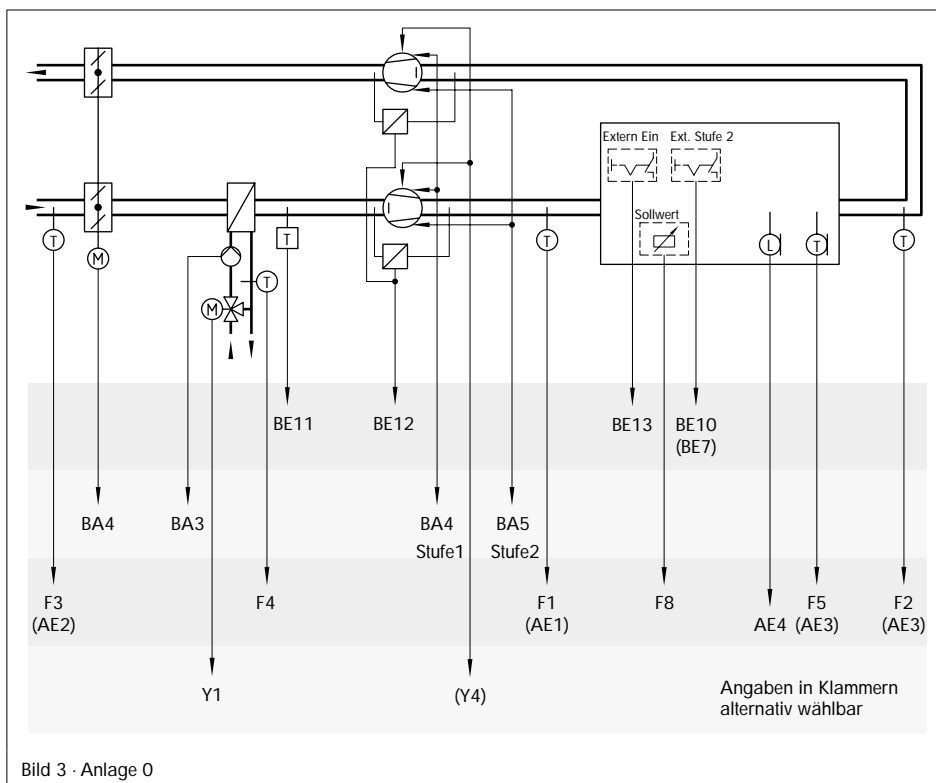 Extern Ein Ext. Stufe 2
Sollwert
T M T T M T L T T
BE11 BE12 BE13 BE10
(BE7)
BA4 BA3 BA4 BA5
Stufe1 Stufe2
F3 F4 F1 F8 AE4 F5 F2
(AE2) (AE1) (AE3) (AE3)
Y1 (Y4)
Angaben in Klammern
alternativ wählbar
Bild 3 · Anlage 0